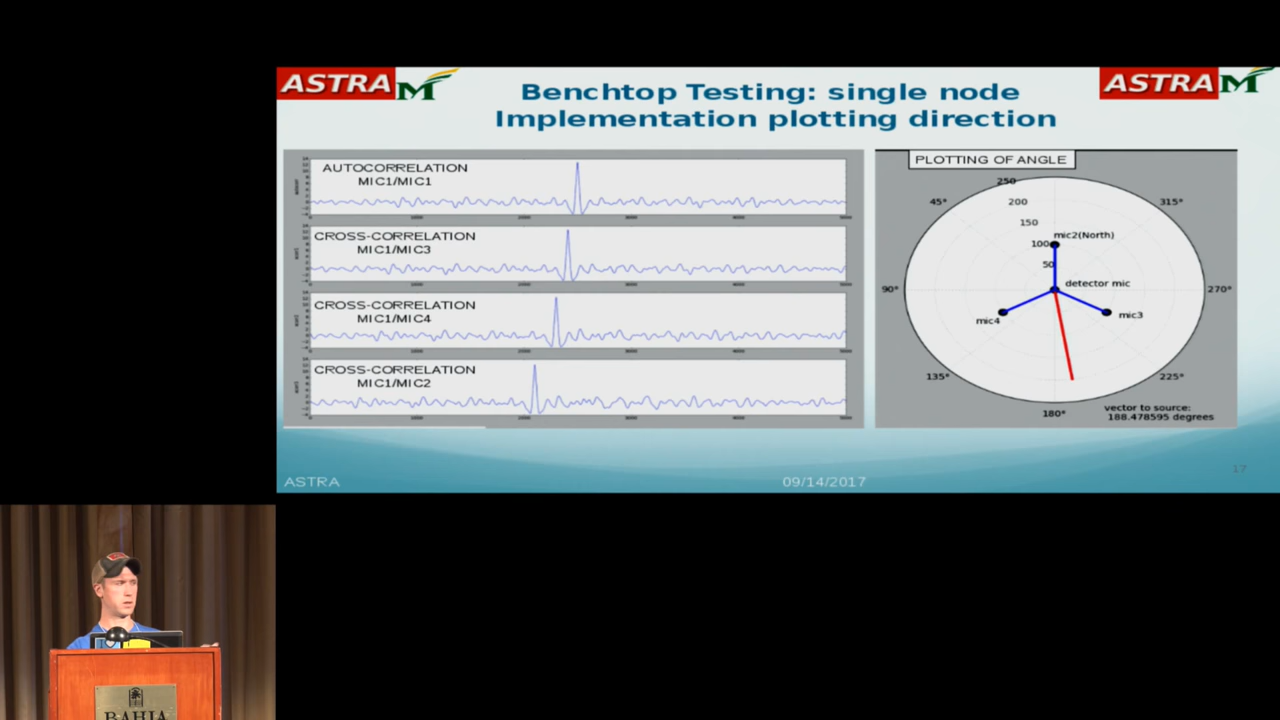 ASTRA M
Benchtop Testing: single node
Implementation plotting direction
ASTRA M
AUTOCORRELATION
MIC1/MIC1
CROSS-CORRELATION
MIC1/MIC3
CROSS-CORRELATION
MIC1/MIC4
CROSS-CORRELATION
MIC1/MIC2
PLOTTING OF ANGLE
250
200
150
100
50
45°
315°
90°
270°
135°
225°
180°
mic2(North)
detector mic
mic4
mic3
vector to source:
188.478595 degrees
ASTRA
09/14/2017
17
BAHIA